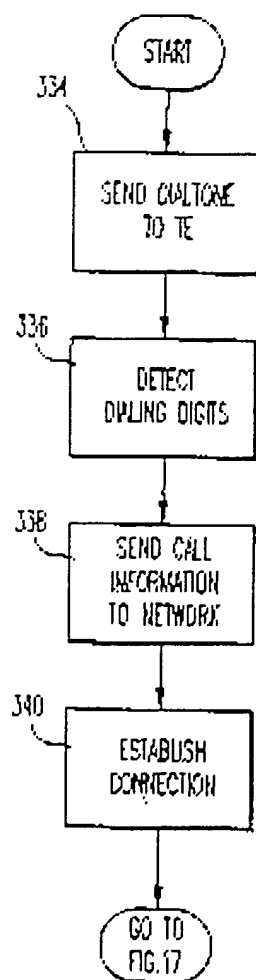 START
334
SEND DIALTONE
TO TE
336
DETECT
DIALING DIGITS
338
SEND CALL
INFORMATION
TO NETWORK
340
ESTABLISH
CONNECTION
GO TO
FIG.17